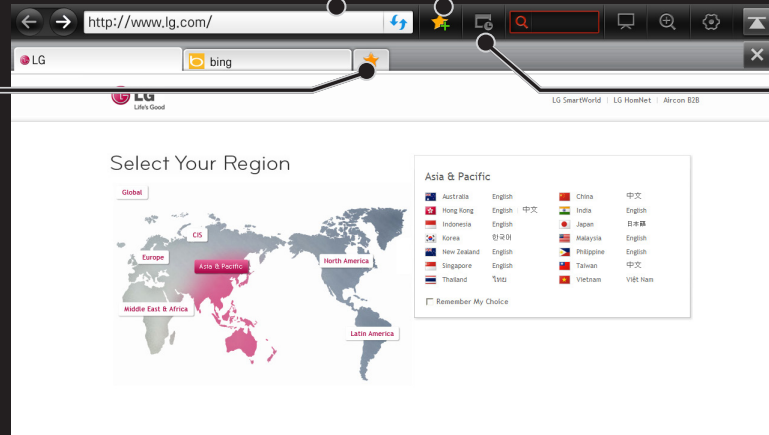 http://www.lg.com/
LG
bing
LG
Life's Good
LG SmartWorld | LG HomNet | Aircon B2B
Select Your Region
Asia & Pacific
Global
Australia English
China 中文
Hong Kong English 中文
India English
Indonesia English
Japan 日本語
CIS
Korea 한국어
Malaysia English
Europe
New Zealand English
Philippine English
Asia & Pacific
North America
Singapore English
Taiwan 中文
Thailand ไทย
Vietnam Việt Nam
Remember My Choice
Middle East & Africa
Latin America